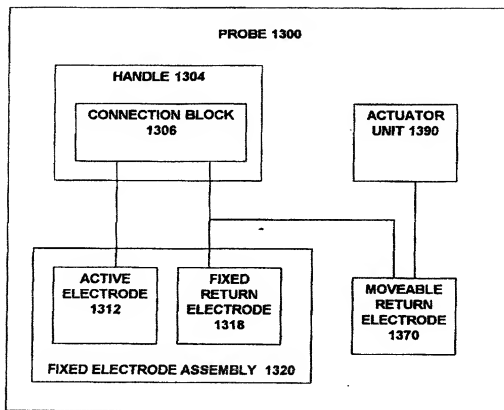 PROBE 1300
HANDLE 1304
CONNECTION BLOCK
1306
ACTUATOR
UNIT 1390
ACTIVE
ELECTRODE
1312
FIXED
RETURN
ELECTRODE
1318
MOVEABLE
RETURN
ELECTRODE
1370
FIXED ELECTRODE ASSEMBLY 1320